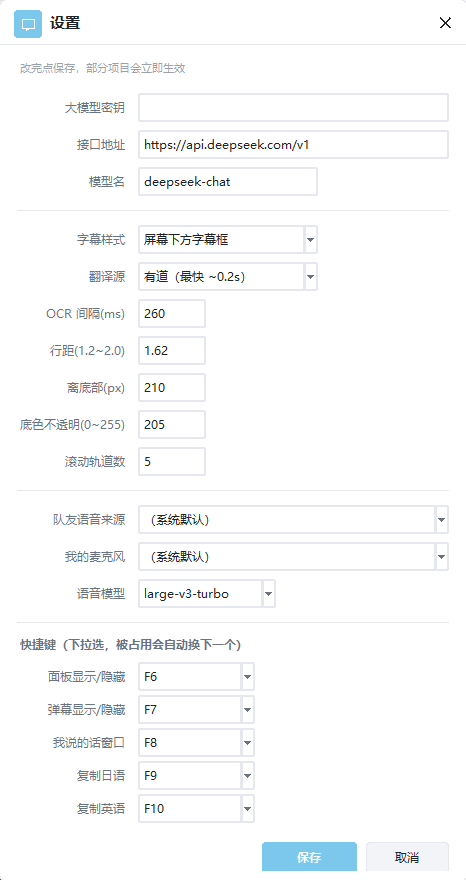 设置
改完点保存，部分项目会立即生效
大模型密钥
接口地址 https://api.deepseek.com/v1
模型名 deepseek-chat
字幕样式 屏幕下方字幕框
翻译源 有道（最快 ~0.2s）
OCR 间隔(ms) 260
行距(1.2~2.0) 1.62
离底部(px) 210
底色不透明(0~255) 205
滚动轨道数 5
队友语音来源 （系统默认）
我的麦克风 （系统默认）
语音模型 large-v3-turbo
快捷键（下拉选，被占用会自动换下一个）
面板显示/隐藏 F6
弹幕显示/隐藏 F7
我说的话窗口 F8
复制日语 F9
复制英语 F10
保存 取消